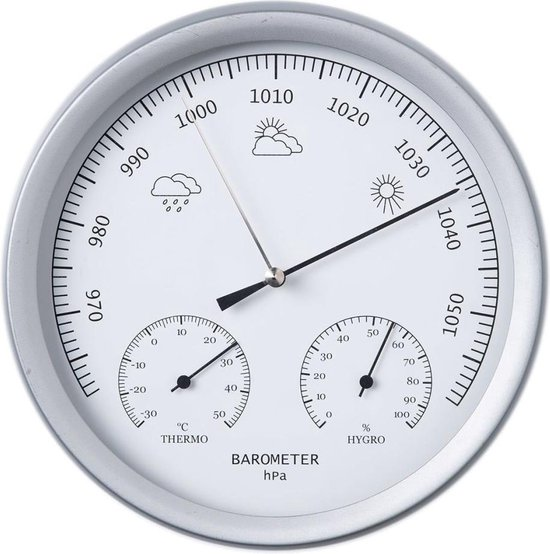 970 980 990 1000 1010 1020 1030 1040 1050
-30 -20 -10 0 10 20 30 40 50
°C
THERMO
0 10 20 30 40 50 60 70 80 90 100
%
HYGRO
BAROMETER
hPa